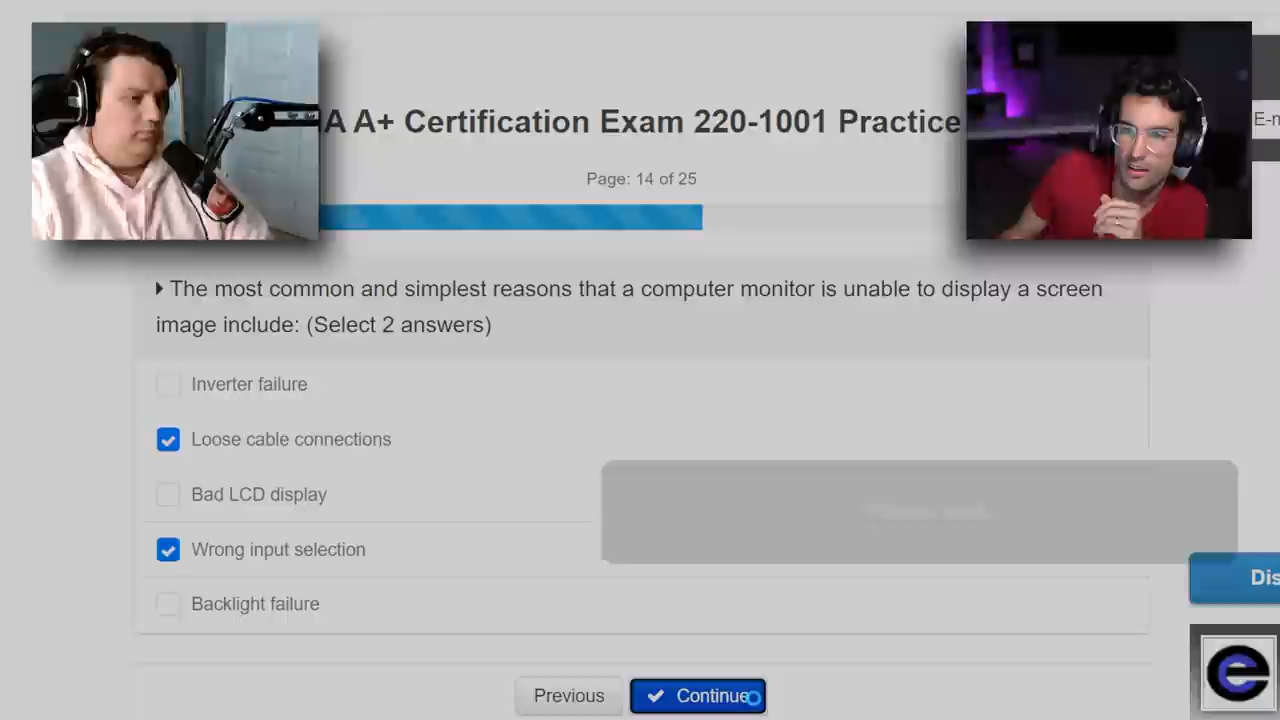 A A+ Certification Exam 220-1001 Practice
E-
Page: 14 of 25
The most common and simplest reasons that a computer monitor is unable to display a screen
image include: (Select 2 answers)
Inverter failure
Loose cable connections
Bad LCD display
Wrong input selection
Dis
Backlight failure
Previous
Continue